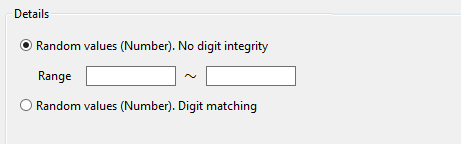 Details
Random values (Number). No digit integrity
Range ～
Random values (Number). Digit matching